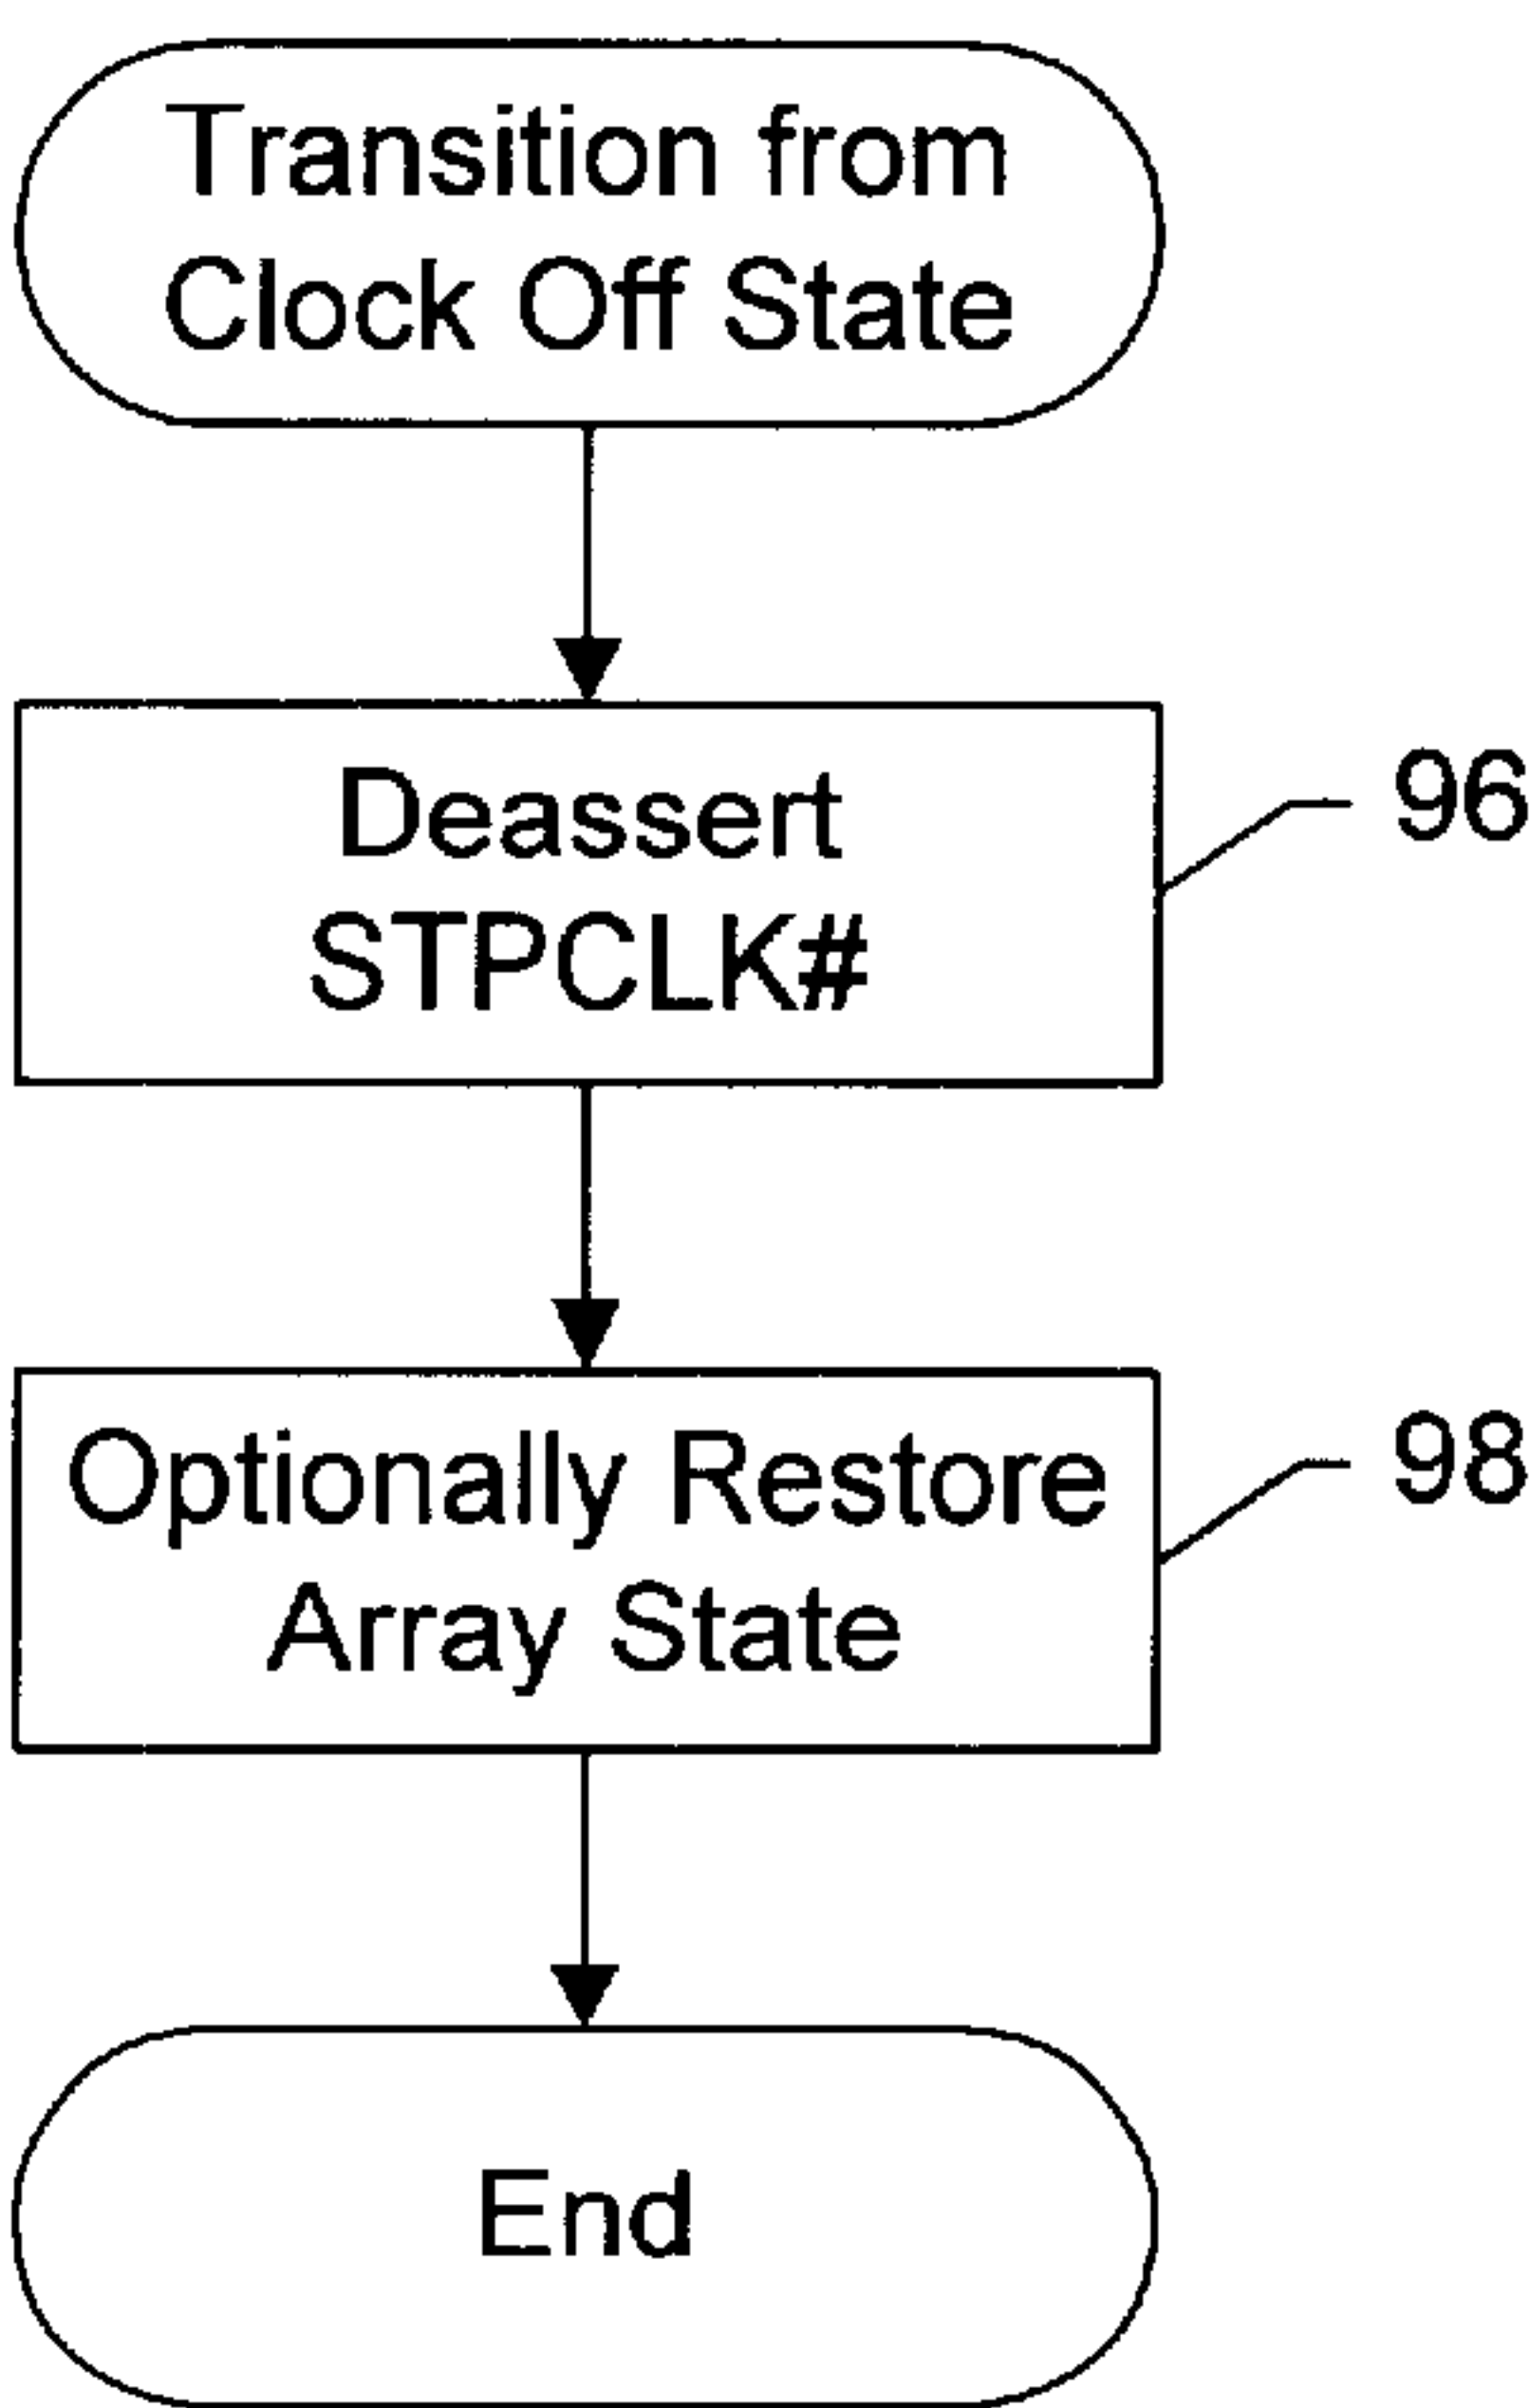 Transition from
Clock Off State
Deassert
STPCLK#
96
Optionally Restore
Array State
98
End